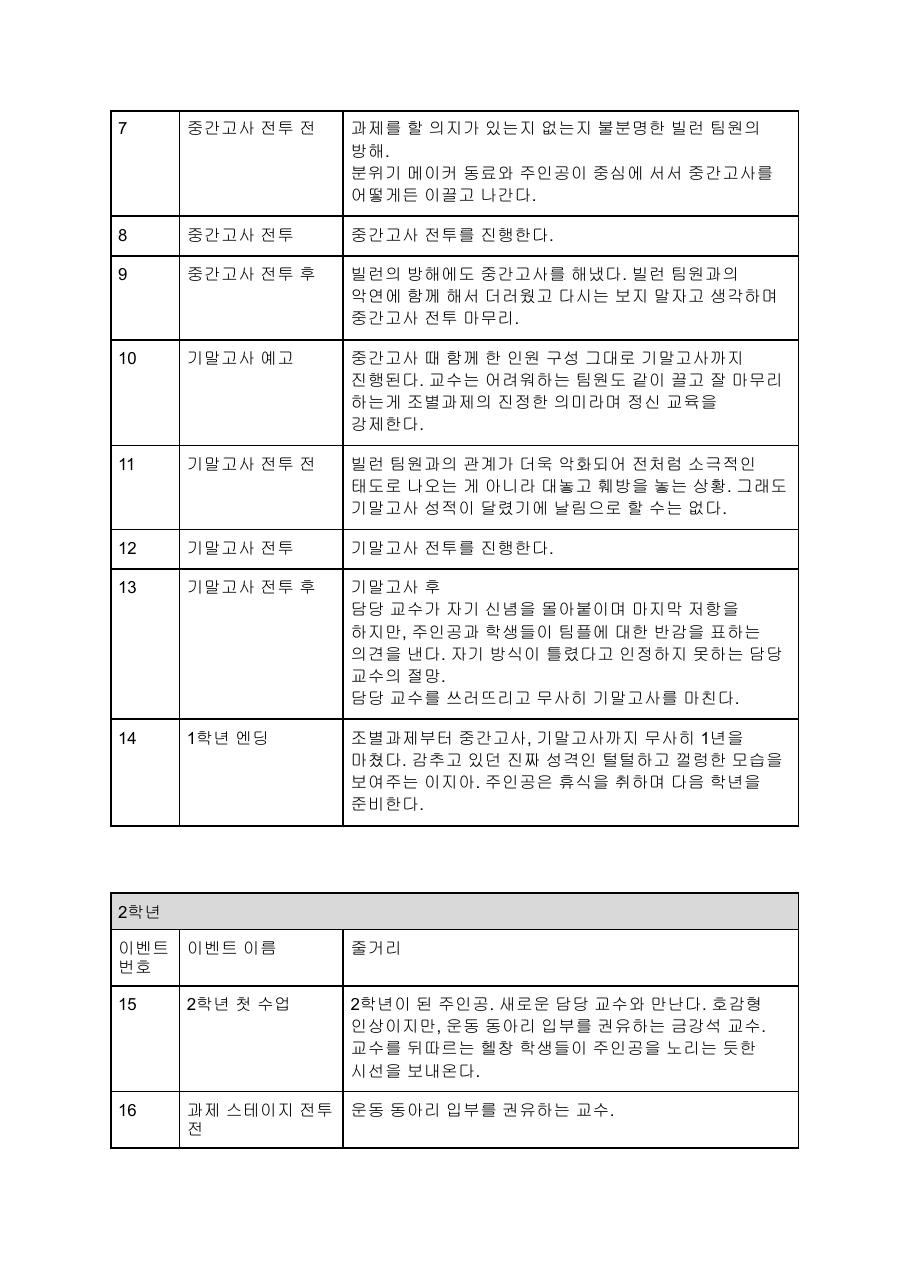 7 중간고사 전투 전 과제를 할 의지가 있는지 없는지 불분명한 빌런 팀원의
방해.
분위기 메이커 동료와 주인공이 중심에 서서 중간고사를
어떻게든 이끌고 나간다.
8 중간고사 전투 중간고사 전투를 진행한다.
9 중간고사 전투 후 빌런의 방해에도 중간고사를 해냈다. 빌런 팀원과의
악연에 함께 해서 더러웠고 다시는 보지 말자고 생각하며
중간고사 전투 마무리.
10 기말고사 예고 중간고사 때 함께 한 인원 구성 그대로 기말고사까지
진행된다. 교수는 어려워하는 팀원도 같이 끌고 잘 마무리
하는게 조별과제의 진정한 의미라며 정신 교육을
강제한다.
11 기말고사 전투 전 빌런 팀원과의 관계가 더욱 악화되어 전처럼 소극적인
태도로 나오는 게 아니라 대놓고 훼방을 놓는 상황. 그래도
기말고사 성적이 달렸기에 날림으로 할 수는 없다.
12 기말고사 전투 기말고사 전투를 진행한다.
13 기말고사 전투 후 기말고사 후
담당 교수가 자기 신념을 몰아붙이며 마지막 저항을
하지만, 주인공과 학생들이 팀플에 대한 반감을 표하는
의견을 낸다. 자기 방식이 틀렸다고 인정하지 못하는 담당
교수의 절망.
담당 교수를 쓰러뜨리고 무사히 기말고사를 마친다.
14 1학년 엔딩 조별과제부터 중간고사, 기말고사까지 무사히 1년을
마쳤다. 감추고 있던 진짜 성격인 털털하고 껄렁한 모습을
보여주는 이지아. 주인공은 휴식을 취하며 다음 학년을
준비한다.
2학년
이벤트 이벤트 이름 줄거리
번호
15 2학년 첫 수업 2학년이 된 주인공. 새로운 담당 교수와 만난다. 호감형
인상이지만, 운동 동아리 입부를 권유하는 금강석 교수.
교수를 뒤따르는 헬창 학생들이 주인공을 노리는 듯한
시선을 보내온다.
16 과제 스테이지 전투 운동 동아리 입부를 권유하는 교수.
전